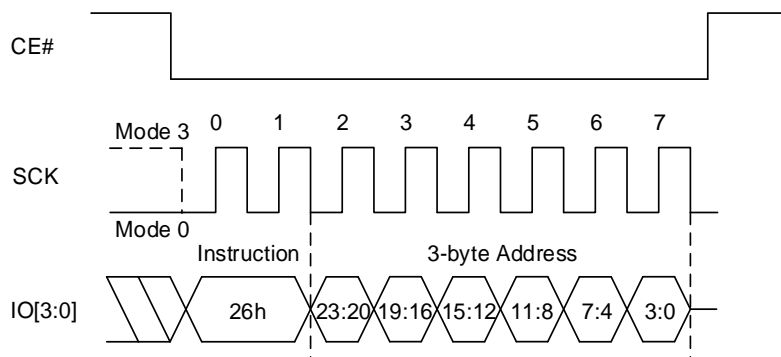 CE#
Mode 3
0 1 2 3 4 5 6 7
SCK
Mode 0
Instruction 3-byte Address
IO[3:0] 26h 23:20 19:16 15:12 11:8 7:4 3:0